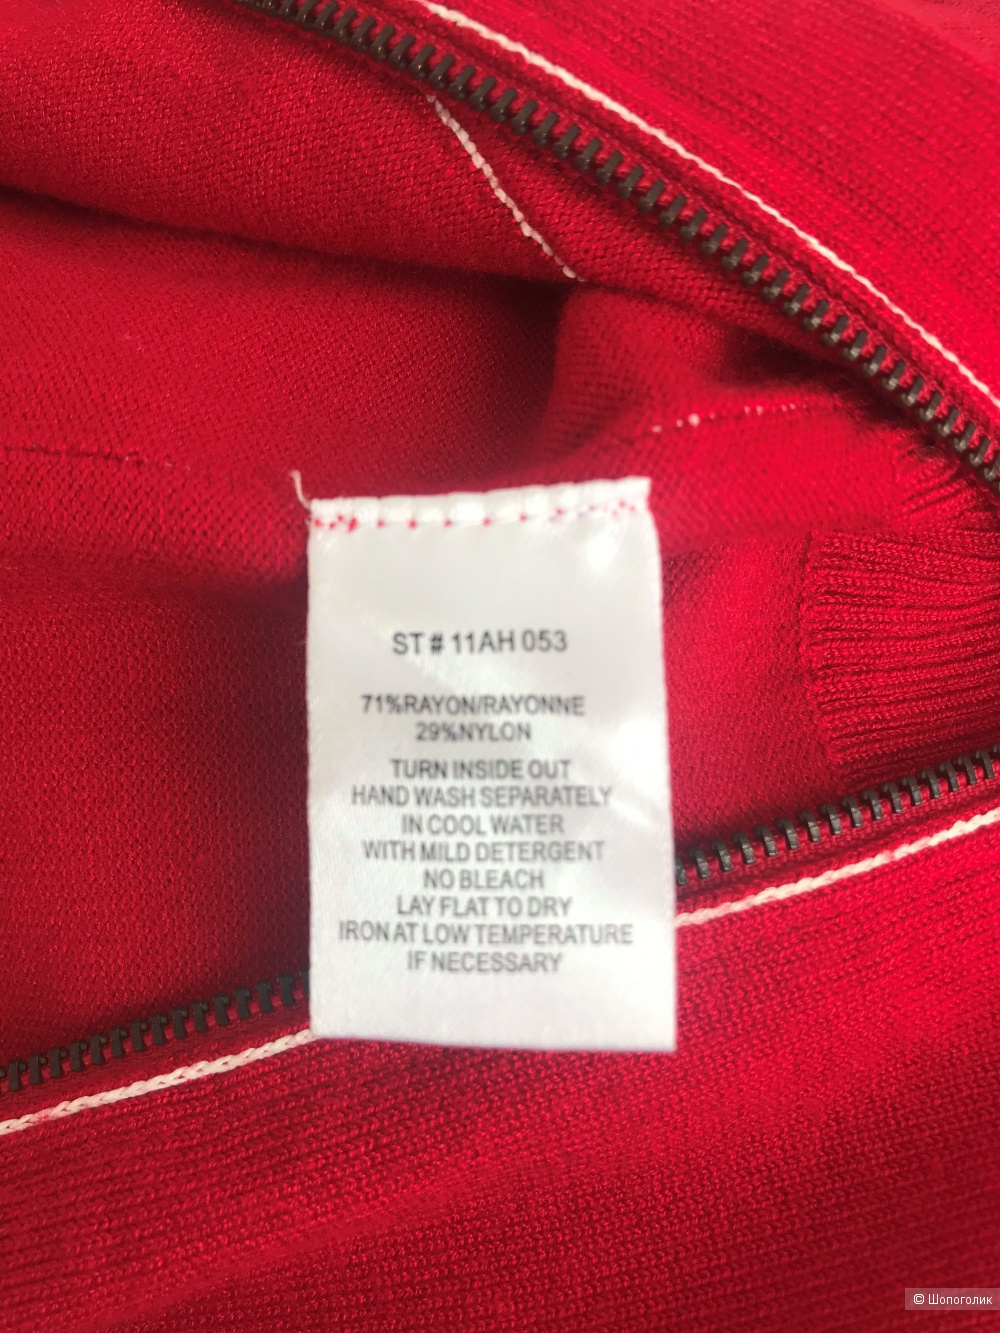 ST # 11AH 053
71%RAYON/RAYONNE
29%NYLON
TURN INSIDE OUT
HAND WASH SEPARATELY
IN COOL WATER
WITH MILD DETERGENT
NO BLEACH
LAY FLAT TO DRY
IRON AT LOW TEMPERATURE
IF NECESSARY
© Шопоголик